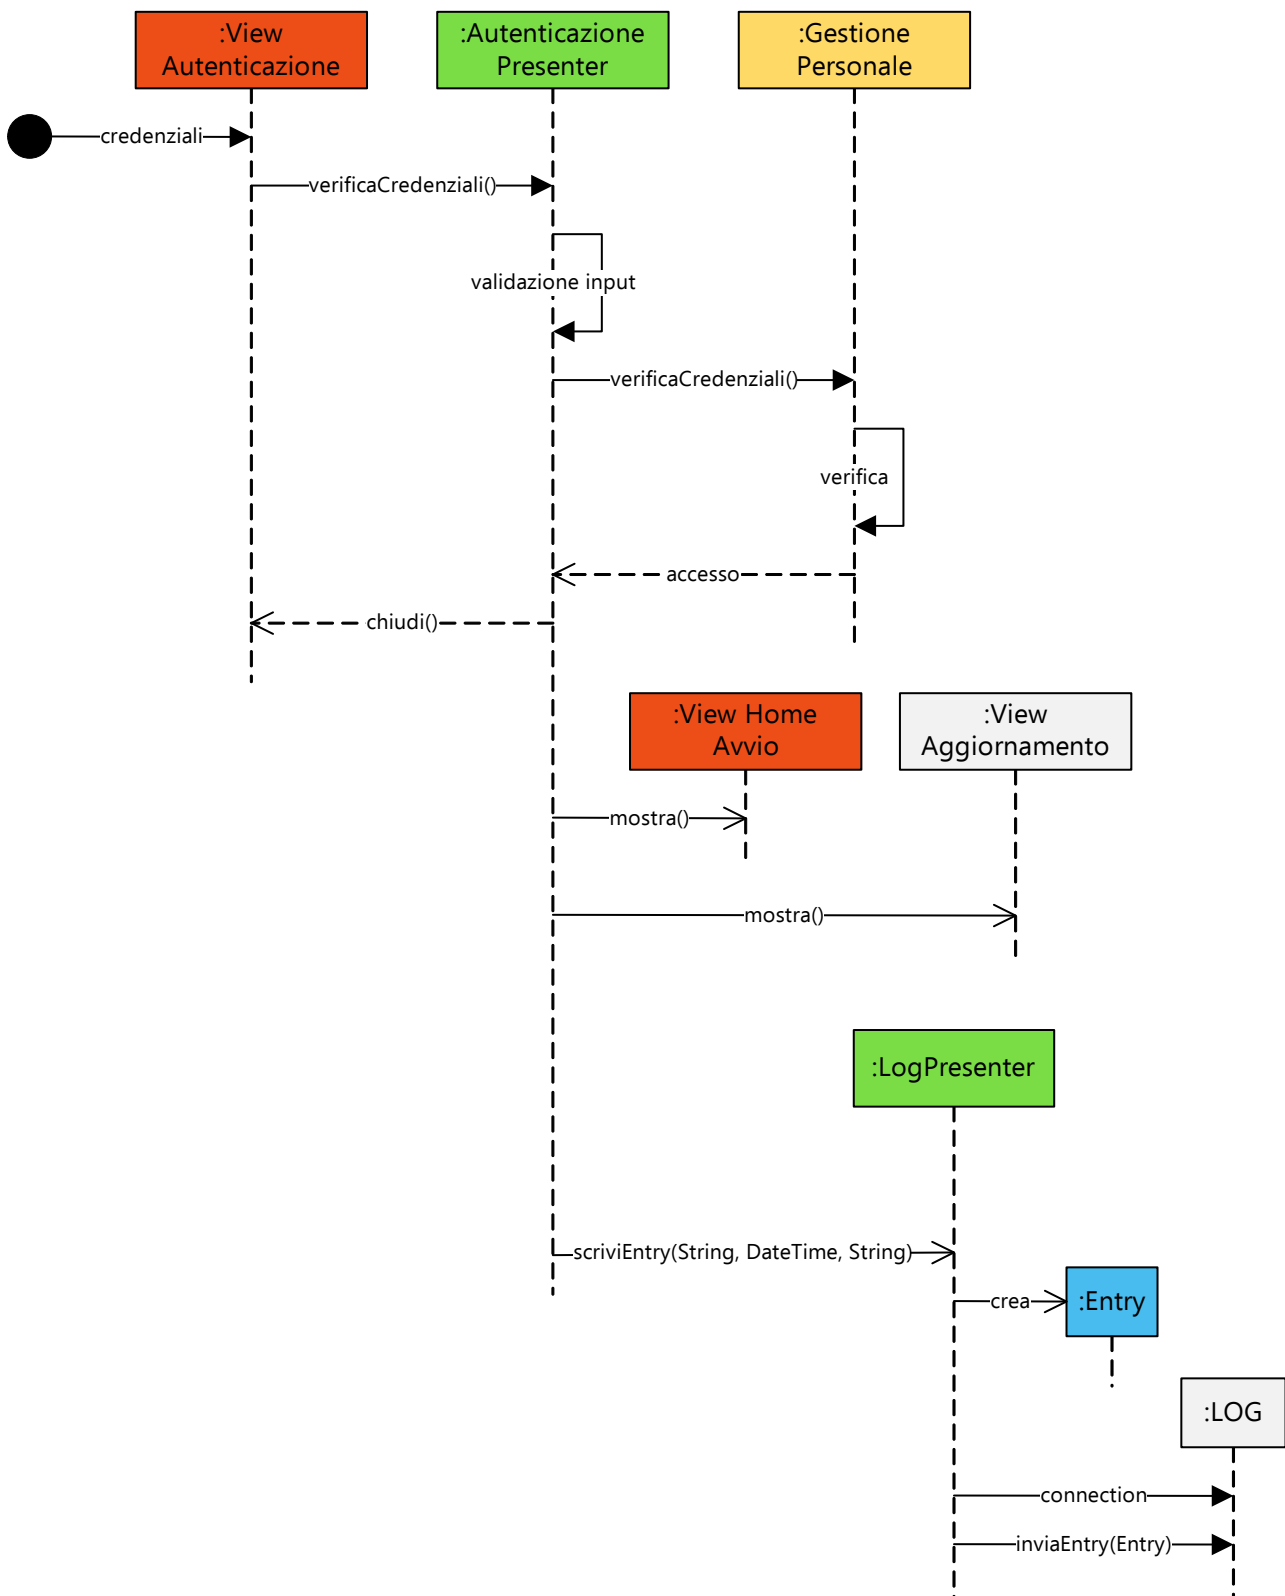 :View
Autenticazione
:Autenticazione
Presenter
:Gestione
Personale
credenziali
verificaCredenziali()
validazione input
verificaCredenziali()
verifica
accesso
chiudi()
:View Home
Avvio
:View
Aggiornamento
mostra()
mostra()
:LogPresenter
scriviEntry(String, DateTime, String)
crea
:Entry
:LOG
connection
inviaEntry(Entry)